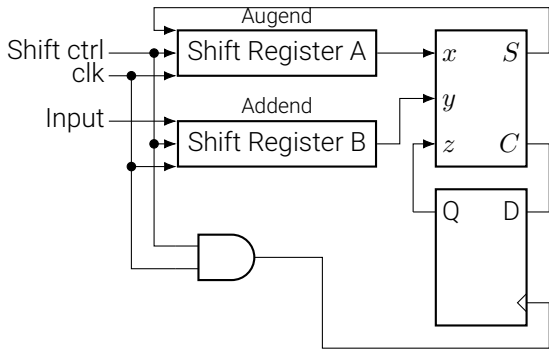 Augend
Shift ctrl
Shift Register A
x
S
clk
Addend
y
Input
Shift Register B
z
C
Q
D